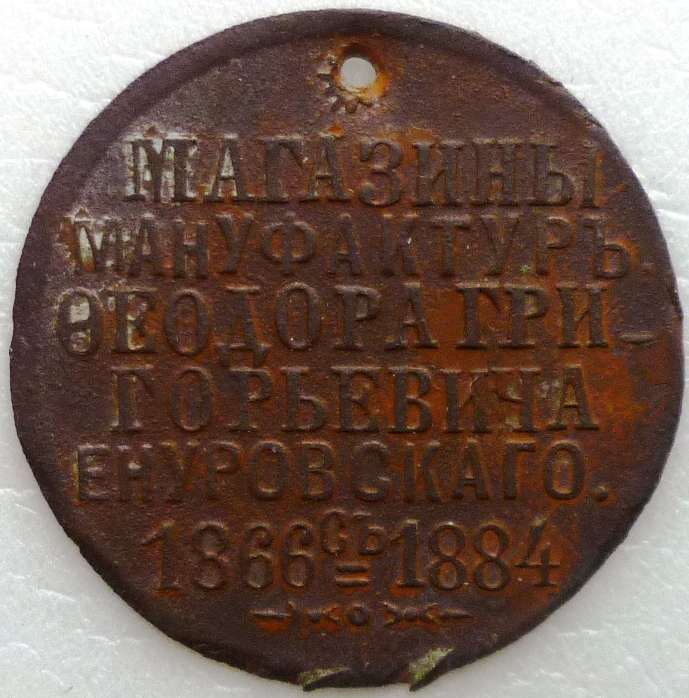 МАГАЗИНЫ
МАНУФАКТУРЪ.
ѲЕОДОРА ГРИ-
ГОРЬЕВИЧА
ЕНУРОВСКАГО.
1866 СЪ 1884